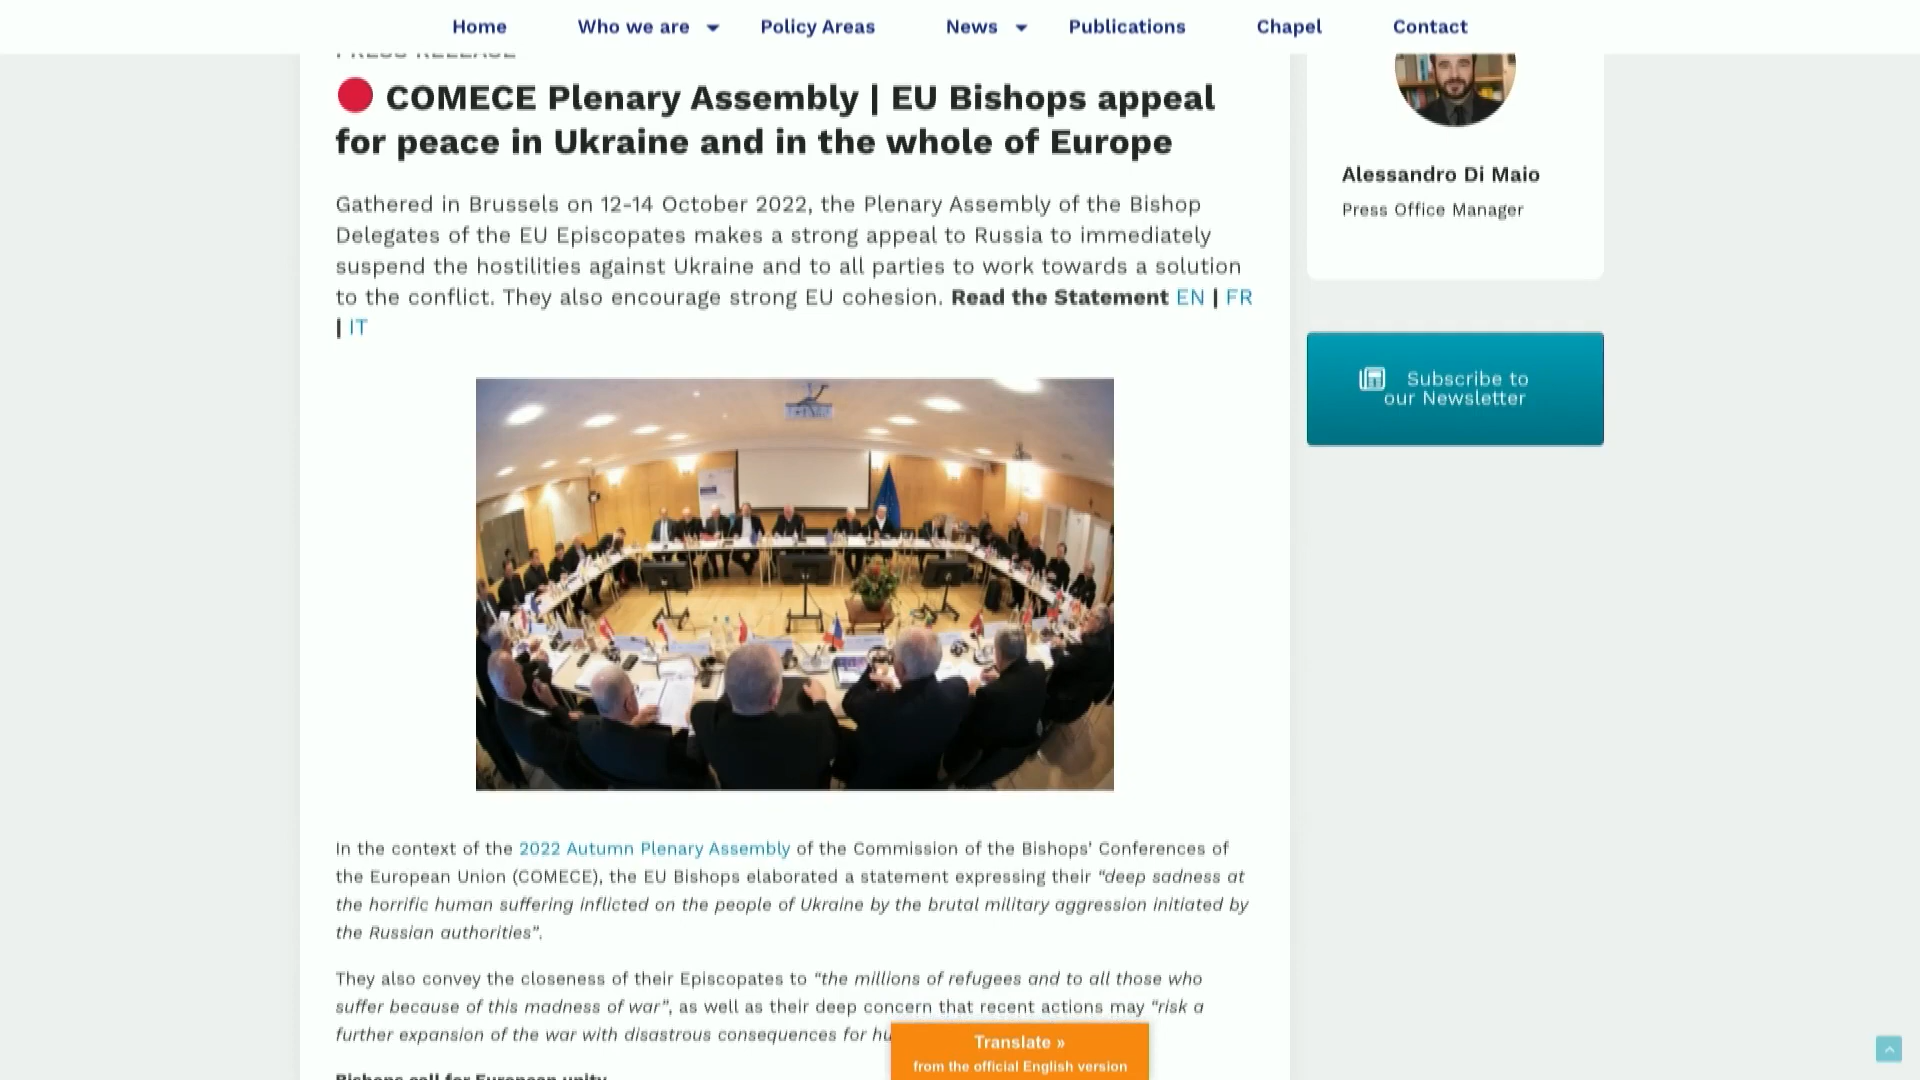 Home Who we are Policy Areas News Publications Chapel Contact
PRESS RELEASE
COMECE Plenary Assembly | EU Bishops appeal
for peace in Ukraine and in the whole of Europe
Gathered in Brussels on 12-14 October 2022, the Plenary Assembly of the Bishop
Delegates of the EU Episcopates makes a strong appeal to Russia to immediately
suspend the hostilities against Ukraine and to all parties to work towards a solution
to the conflict. They also encourage strong EU cohesion. Read the Statement EN | FR
| IT
In the context of the 2022 Autumn Plenary Assembly of the Commission of the Bishops' Conferences of
the European Union (COMECE), the EU Bishops elaborated a statement expressing their “deep sadness at
the horrific human suffering inflicted on the people of Ukraine by the brutal military aggression initiated by
the Russian authorities”.
They also convey the closeness of their Episcopates to “the millions of refugees and to all those who
suffer because of this madness of war”, as well as their deep concern that recent actions may “risk a
further expansion of the war with disastrous consequences for hu
Bishops call for European unity
Alessandro Di Maio
Press Office Manager
Subscribe to
our Newsletter
Translate »
from the official English version